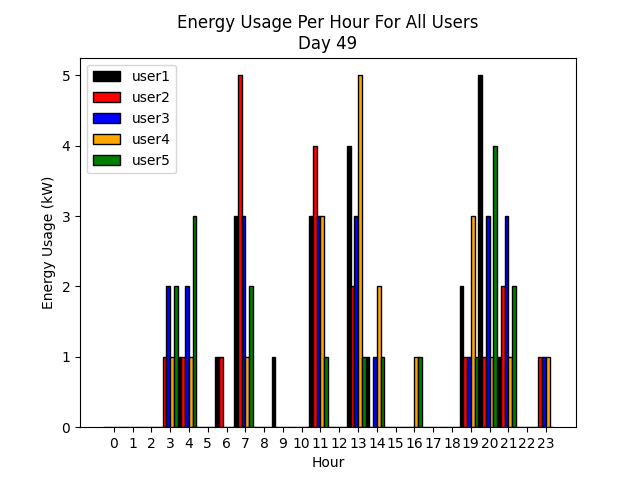 Energy Usage Per Hour For All Users
Day 49
user1
user2
user3
user4
user5
Energy Usage (kW)
5
4
3
2
1
0
0 1 2 3 4 5 6 7 8 9 10 11 12 13 14 15 16 17 18 19 20 21 22 23
Hour